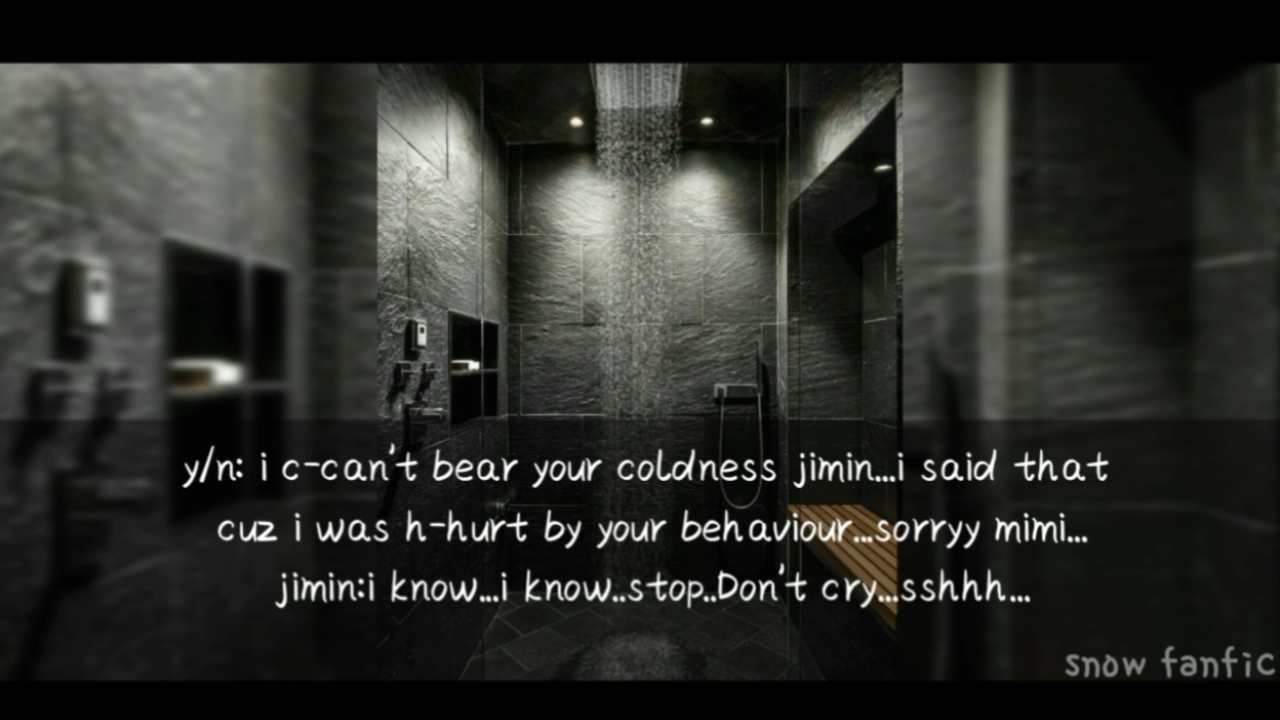 y/n: i c-can't bear your coldness jimin...i said that
cuz i was h-hurt by your behaviour...sorryy mimi...
jimin:i know...i know..stop..Don't cry...sshhh...
snow fanfic